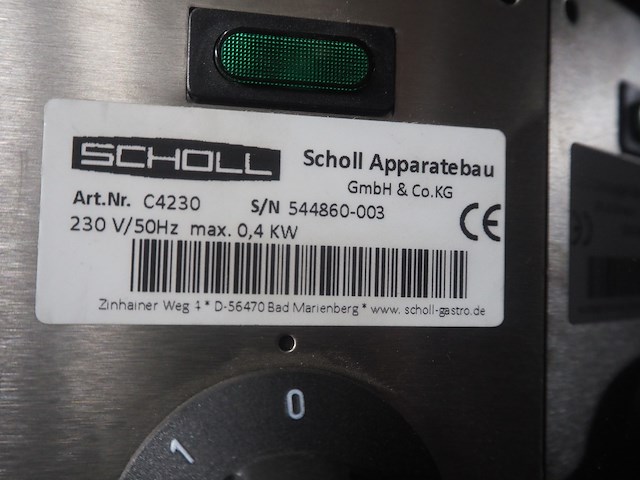 SCHOLL
Scholl Apparatebau
GmbH & Co.KG
Art.Nr. C4230 S/N 544860-003
CE
230 V/50Hz max. 0,4 KW
Zinhainer Weg * D-56470 Bad Marienberg * www. scholl-gastro.de
0
1